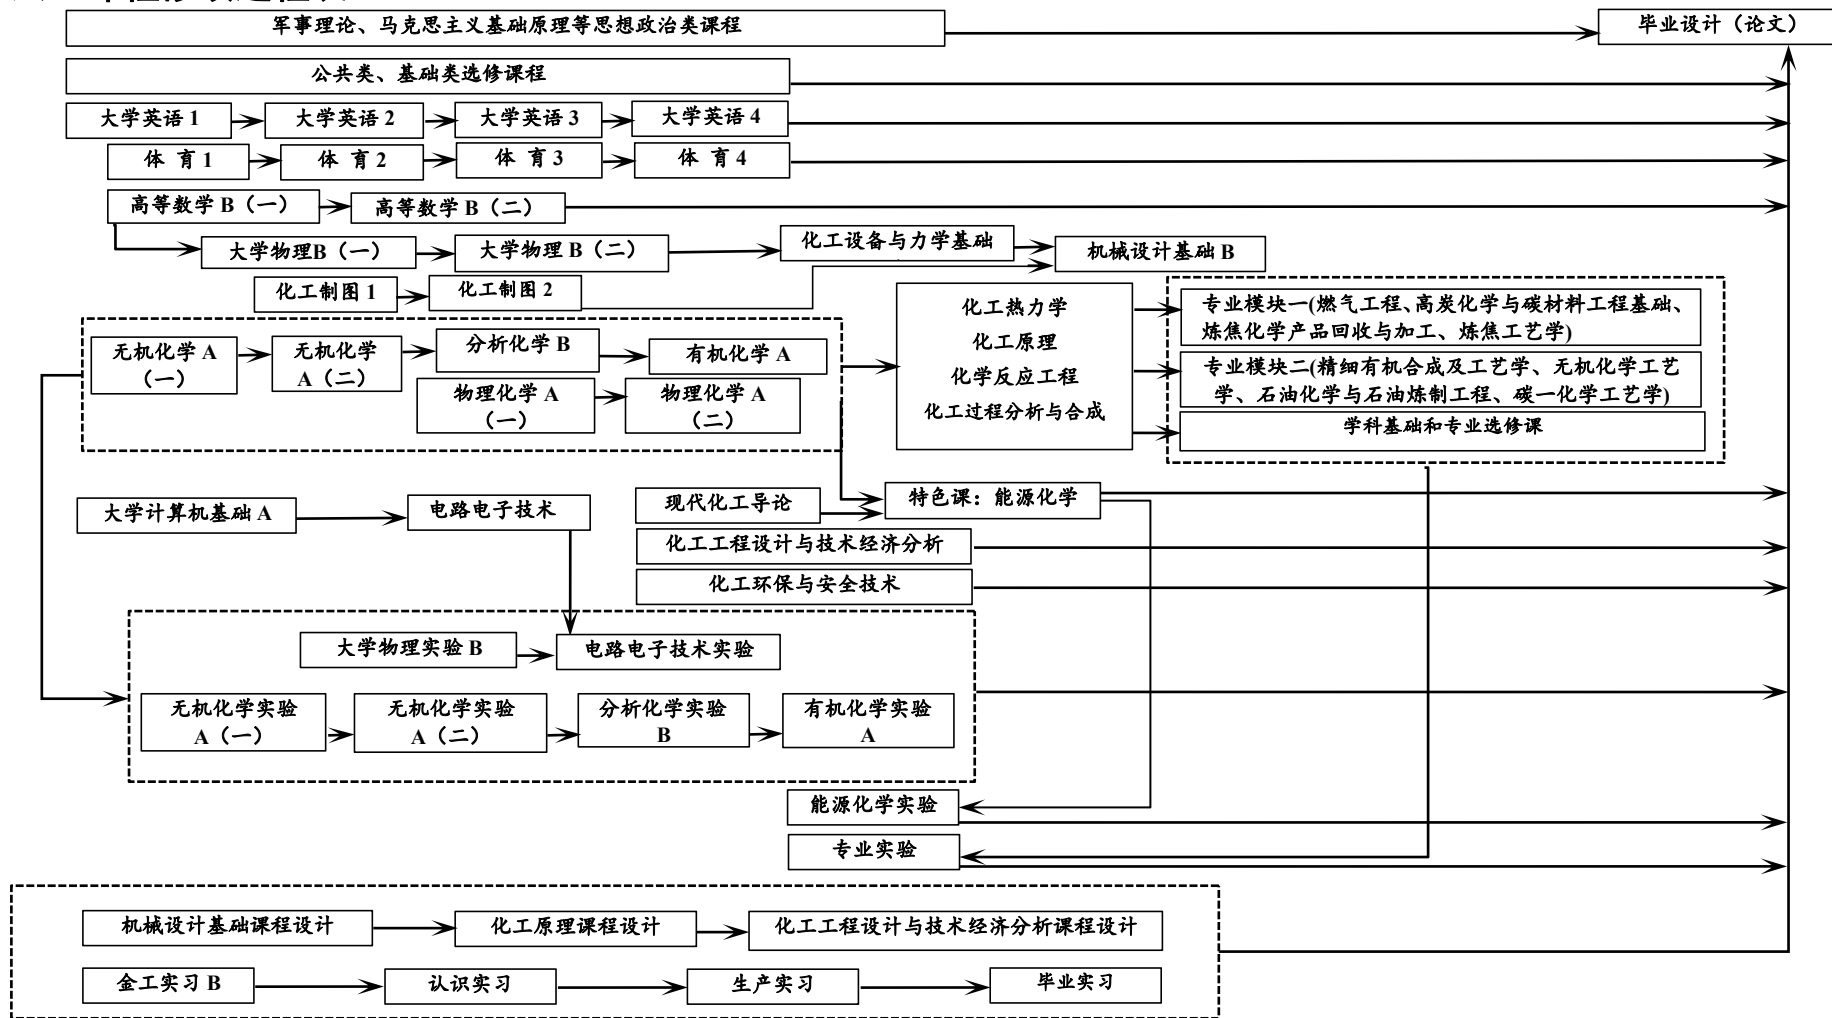 军事理论、马克思主义基础原理等思想政治类课程
毕业设计（论文）
公共类、基础类选修课程
大学英语 1
大学英语 2
大学英语 3
大学英语 4
体 育 1
体 育 2
体 育 3
体 育 4
高等数学 B（一）
高等数学 B（二）
大学物理B（一）
大学物理 B（二）
化工设备与力学基础
机械设计基础 B
化工制图 1
化工制图 2
无机化学 A
（一）
无机化学
A（二）
分析化学 B
有机化学 A
物理化学 A
（一）
物理化学 A
（二）
化工热力学
化工原理
化学反应工程
化工过程分析与合成
专业模块一(燃气工程、高炭化学与碳材料工程基础、
炼焦化学产品回收与加工、炼焦工艺学)
专业模块二(精细有机合成及工艺学、无机化学工艺
学、石油化学与石油炼制工程、碳一化学工艺学)
学科基础和专业选修课
大学计算机基础 A
电路电子技术
现代化工导论
特色课：能源化学
化工工程设计与技术经济分析
化工环保与安全技术
大学物理实验 B
电路电子技术实验
无机化学实验
A（一）
无机化学实验
A（二）
分析化学实验
B
有机化学实验
A
能源化学实验
专业实验
机械设计基础课程设计
化工原理课程设计
化工工程设计与技术经济分析课程设计
金工实习 B
认识实习
生产实习
毕业实习